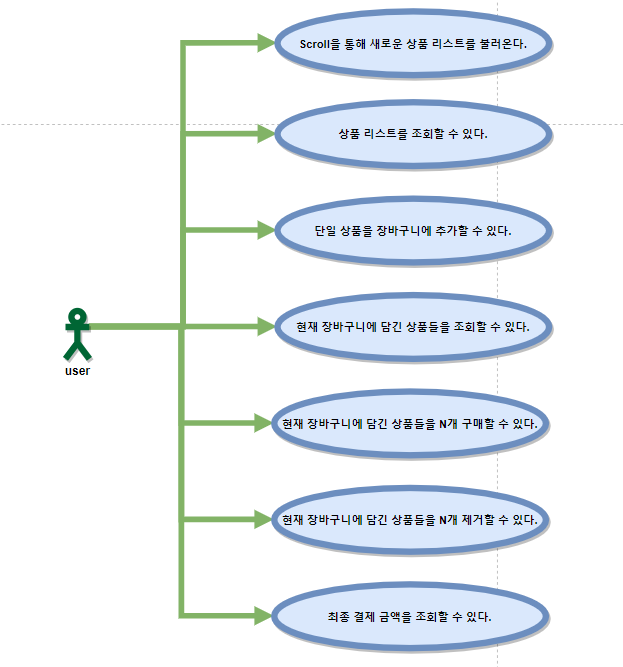 Scroll을 통해 새로운 상품 리스트를 불러온다.
상품 리스트를 조회할 수 있다.
단일 상품을 장바구니에 추가할 수 있다.
현재 장바구니에 담긴 상품들을 조회할 수 있다.
user
현재 장바구니에 담긴 상품들을 N개 구매할 수 있다.
현재 장바구니에 담긴 상품들을 N개 제거할 수 있다.
최종 결제 금액을 조회할 수 있다.